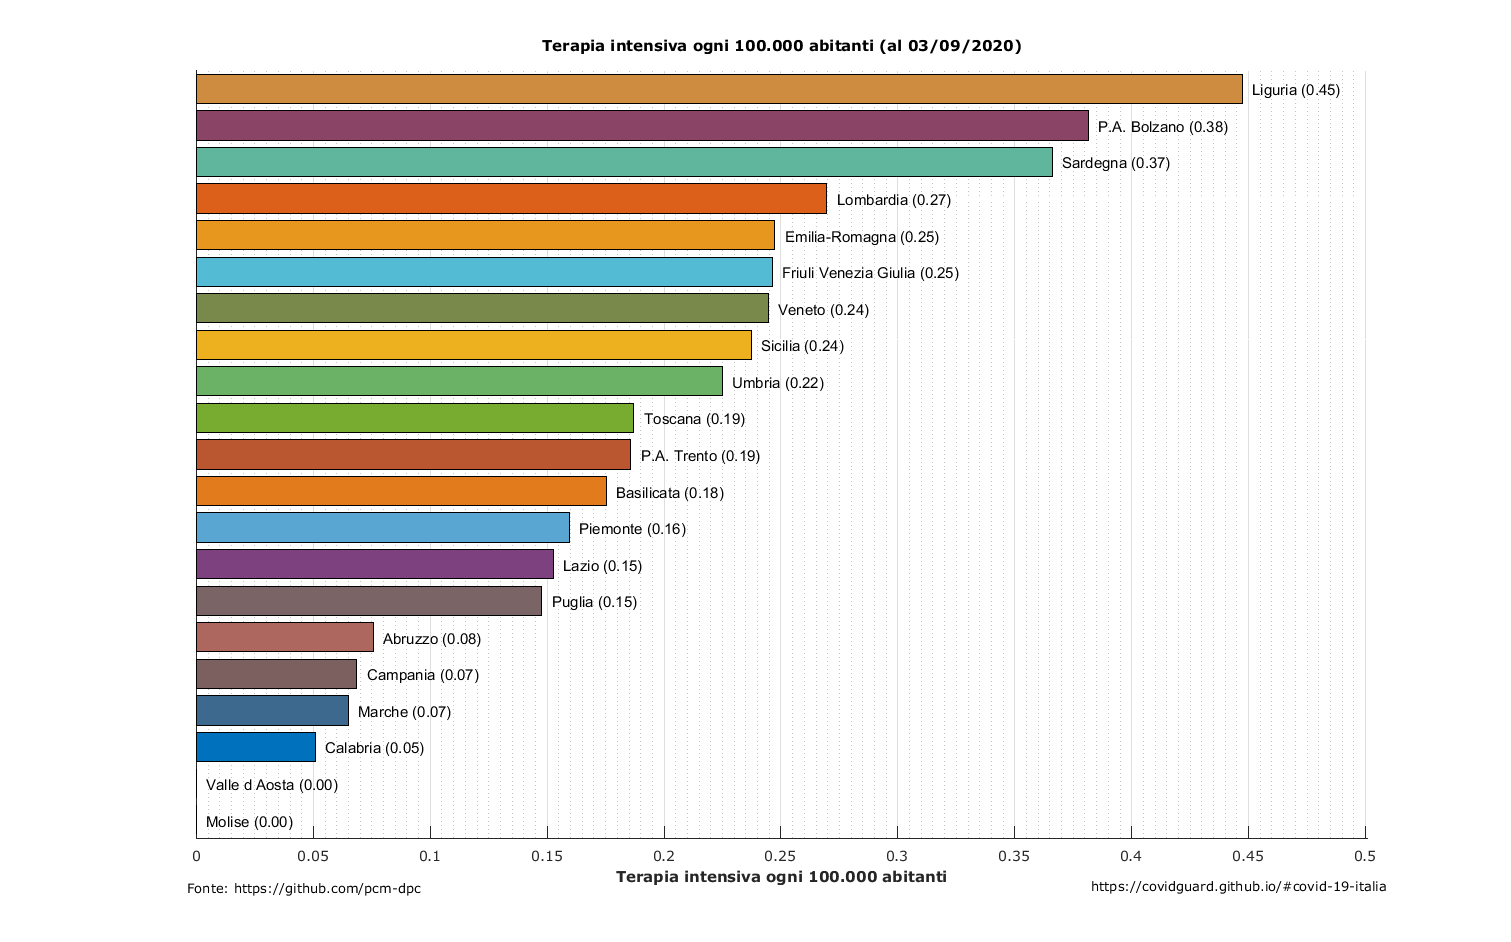 Terapia intensiva ogni 100.000 abitanti (al 03/09/2020)
Liguria (0.45)
P.A. Bolzano (0.38)
Sardegna (0.37)
Lombardia (0.27)
Emilia-Romagna (0.25)
Friuli Venezia Giulia (0.25)
Veneto (0.24)
Sicilia (0.24)
Umbria (0.22)
Toscana (0.19)
P.A. Trento (0.19)
Basilicata (0.18)
Piemonte (0.16)
Lazio (0.15)
Puglia (0.15)
Abruzzo (0.08)
Campania (0.07)
Marche (0.07)
Calabria (0.05)
Valle d Aosta (0.00)
Molise (0.00)
0 0.05 0.1 0.15 0.2 0.25 0.3 0.35 0.4 0.45 0.5
Terapia intensiva ogni 100.000 abitanti
Fonte: https://github.com/pcm-dpc
https://covidguard.github.io/#covid-19-italia